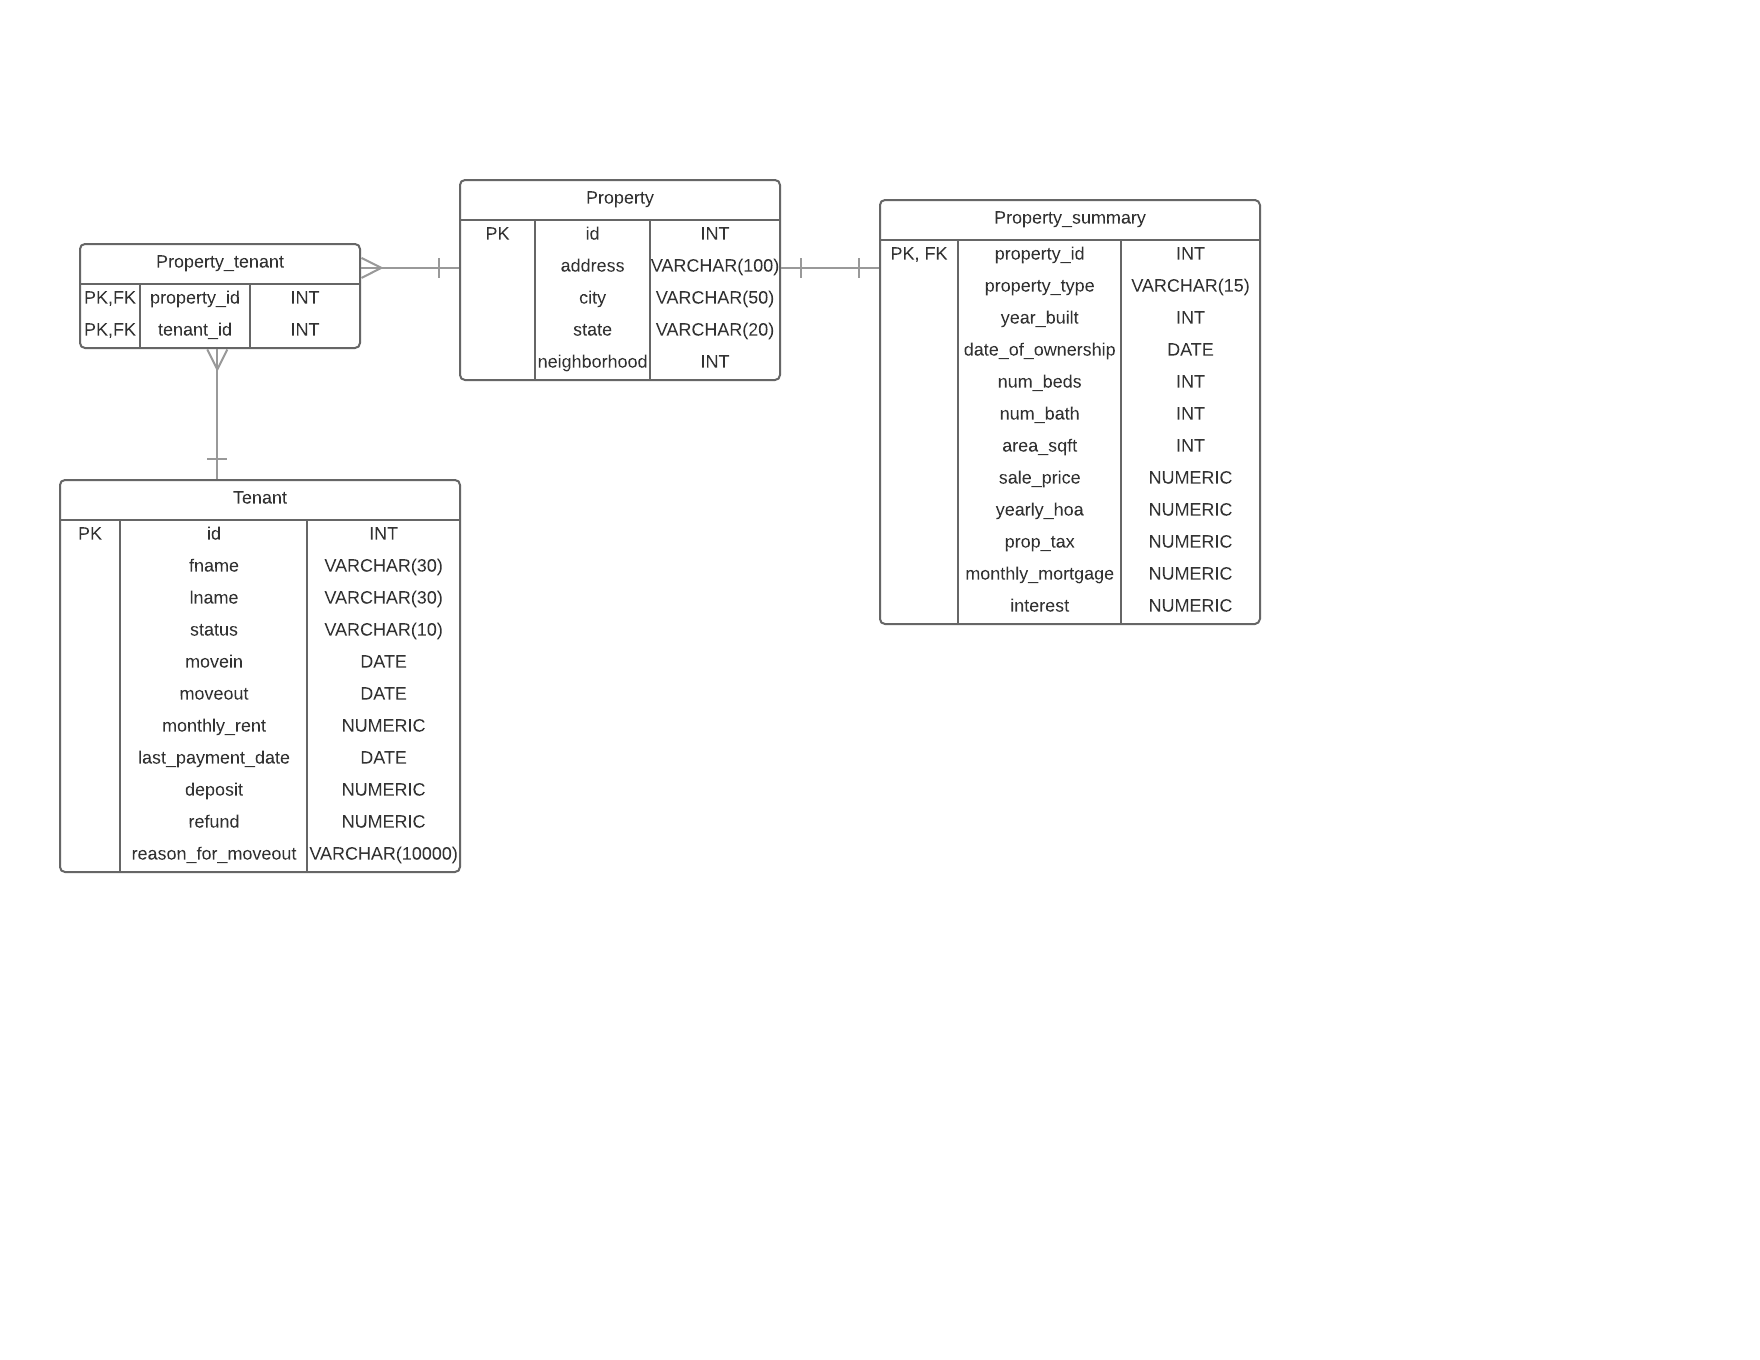 Property
PK id INT
address VARCHAR(100)
city VARCHAR(50)
state VARCHAR(20)
neighborhood INT
Property_summary
PK, FK property_id INT
property_type VARCHAR(15)
year_built INT
date_of_ownership DATE
num_beds INT
num_bath INT
area_sqft INT
sale_price NUMERIC
yearly_hoa NUMERIC
prop_tax NUMERIC
monthly_mortgage NUMERIC
interest NUMERIC
Property_tenant
PK,FK property_id INT
PK,FK tenant_id INT
Tenant
PK id INT
fname VARCHAR(30)
lname VARCHAR(30)
status VARCHAR(10)
movein DATE
moveout DATE
monthly_rent NUMERIC
last_payment_date DATE
deposit NUMERIC
refund NUMERIC
reason_for_moveout VARCHAR(10000)